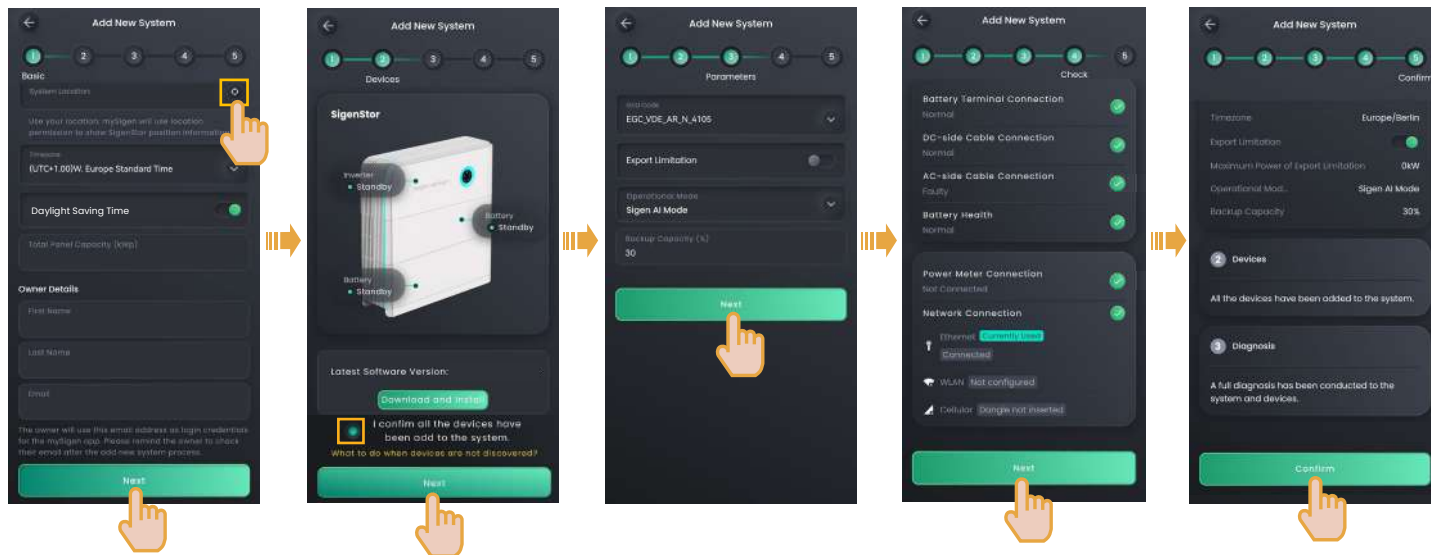 Add New System
1
2
3
4
5
Basic
System Location
Use your location: mySigen will use location
permission to show SigenStor position information
Timezone
(UTC+1.00)W. Europe Standard Time
Daylight Saving Time
Total Panel Capacity (kWp)
Owner Details
First Name
Last Name
Email
The owner will use this email address as login credentials
for the mySigen app. Please remind the owner to check
their email after the add new system process.
Next
Add New System
1
2
3
4
5
Devices
SigenStor
Inverter
Standby
Battery
Standby
Battery
Standby
Latest Software Version:
Download and Install
I confim all the devices have
been add to the system.
What to do when devices are not discovered?
Next
Add New System
1
2
3
4
5
Parameters
Grid Code
EGC_VDE_AR_N_4105
Export Limitation
Operational Mode
Sigen AI Mode
Backup Capacity (%)
30
Next
Add New System
1
2
3
4
5
Check
Battery Terminal Connection
Normal
DC-side Cable Connection
Normal
AC-side Cable Connection
Faulty
Battery Health
Normal
Power Meter Connection
Not Connected
Network Connection
Ethernet Currently Used
Connected
WLAN Not configured
Cellular Dongle not inserted
Next
Add New System
1
2
3
4
5
Confirm
Timezone Europe/Berlin
Export Limitation
Maximum Power of Export Limitation 0kW
Operational Mod... Sigen AI Mode
Backup Capacity 30%
2 Devices
All the devices have been added to the system.
3 Diagnosis
A full diagnosis has been conducted to the
system and devices.
Confirm